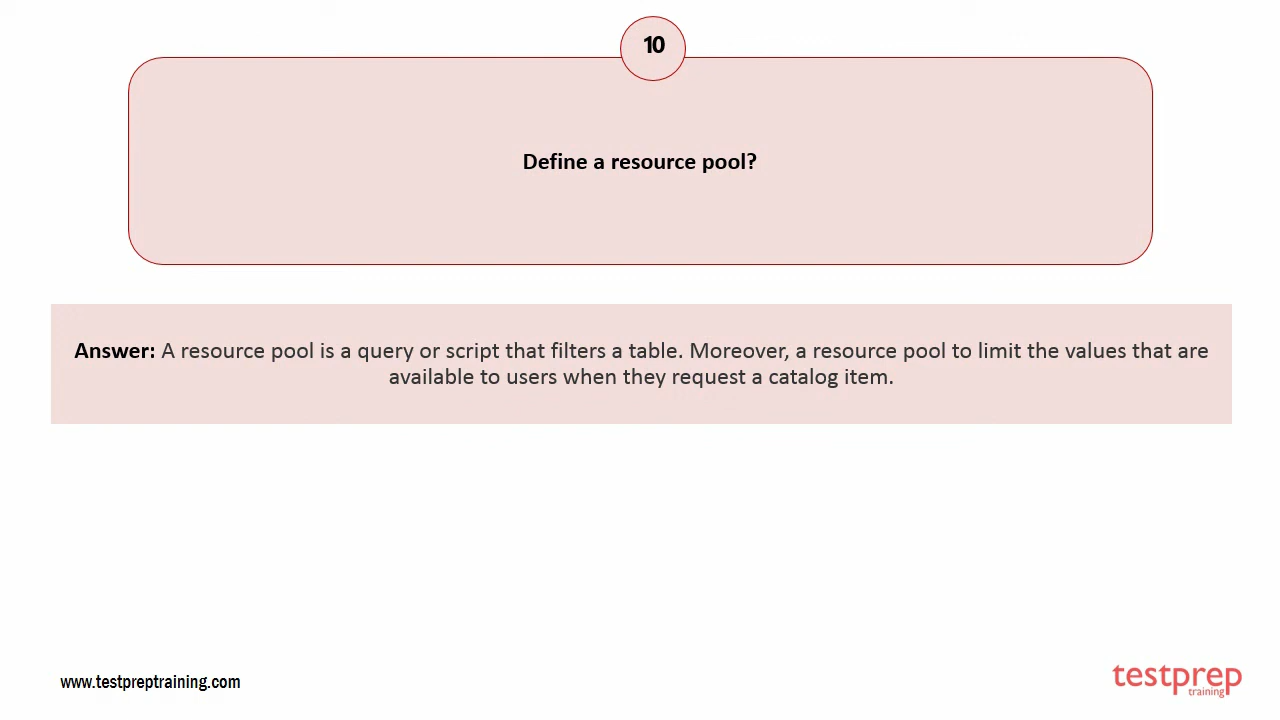 10
Define a resource pool?
Answer: A resource pool is a query or script that filters a table. Moreover, a resource pool to limit the values that are
available to users when they request a catalog item.
www.testpreptraining.com
testprep
training